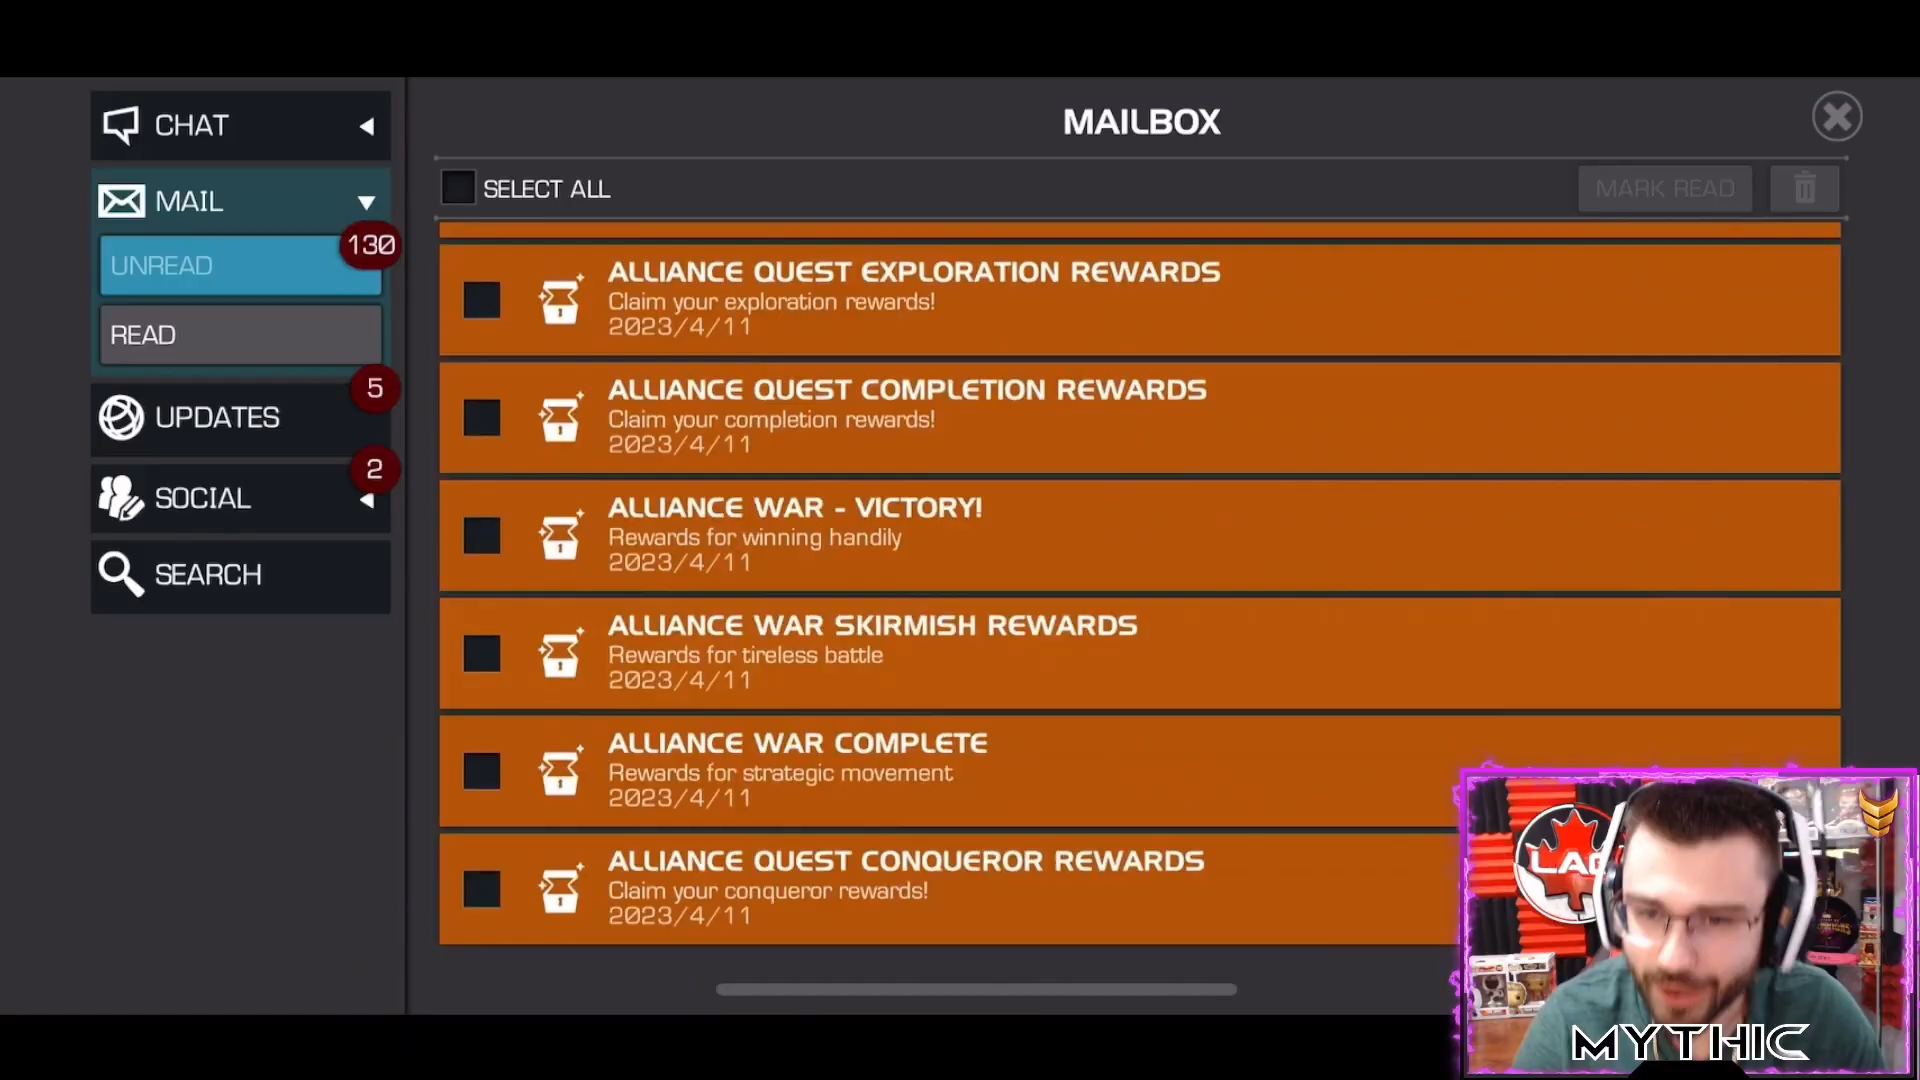 CHAT
MAIL
130
UNREAD
READ
5
UPDATES
2
SOCIAL
SEARCH
MAILBOX
SELECT ALL
MARK READ
ALLIANCE QUEST EXPLORATION REWARDS
Claim your exploration rewards!
2023/4/11
ALLIANCE QUEST COMPLETION REWARDS
Claim your completion rewards!
2023/4/11
ALLIANCE WAR - VICTORY!
Rewards for winning handily
2023/4/11
ALLIANCE WAR SKIRMISH REWARDS
Rewards for tireless battle
2023/4/11
ALLIANCE WAR COMPLETE
Rewards for strategic movement
2023/4/11
ALLIANCE QUEST CONQUEROR REWARDS
Claim your conqueror rewards!
2023/4/11
MYTHIC